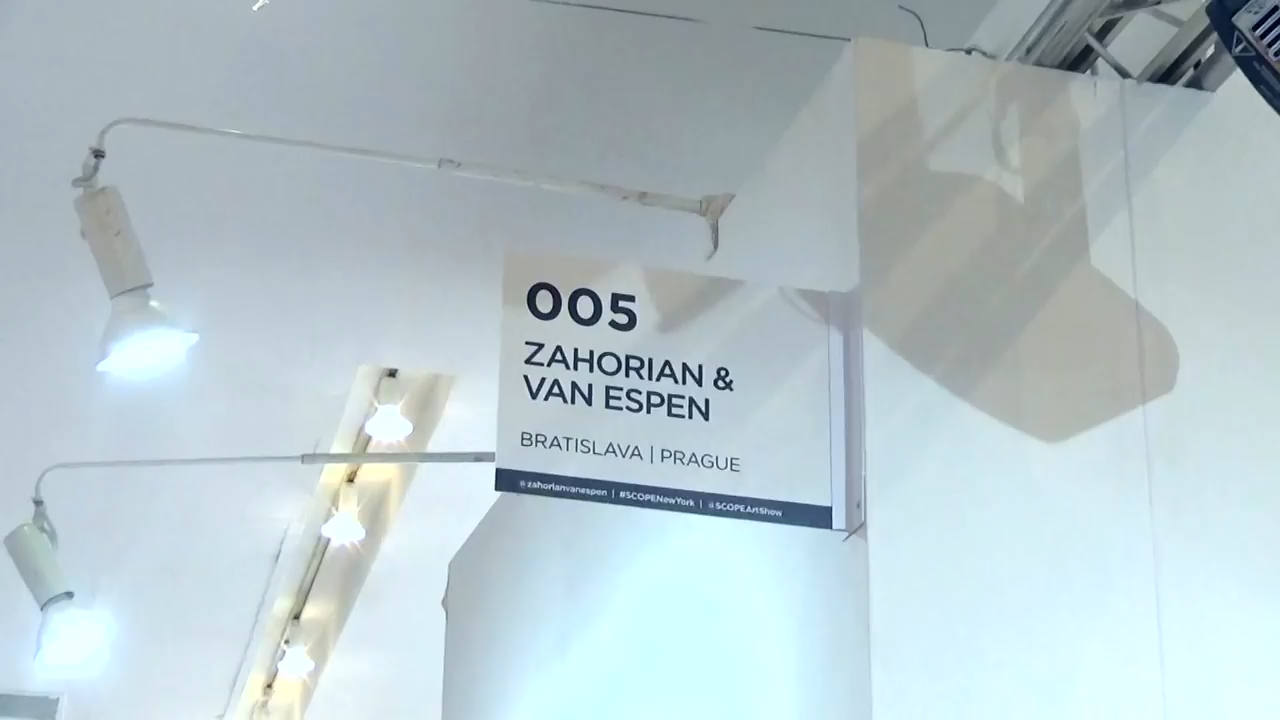 005
ZAHORIAN &
VAN ESPEN
BRATISLAVA | PRAGUE
@zahorianvanespen | #SCOPENewYork | @SCOPEArtShow